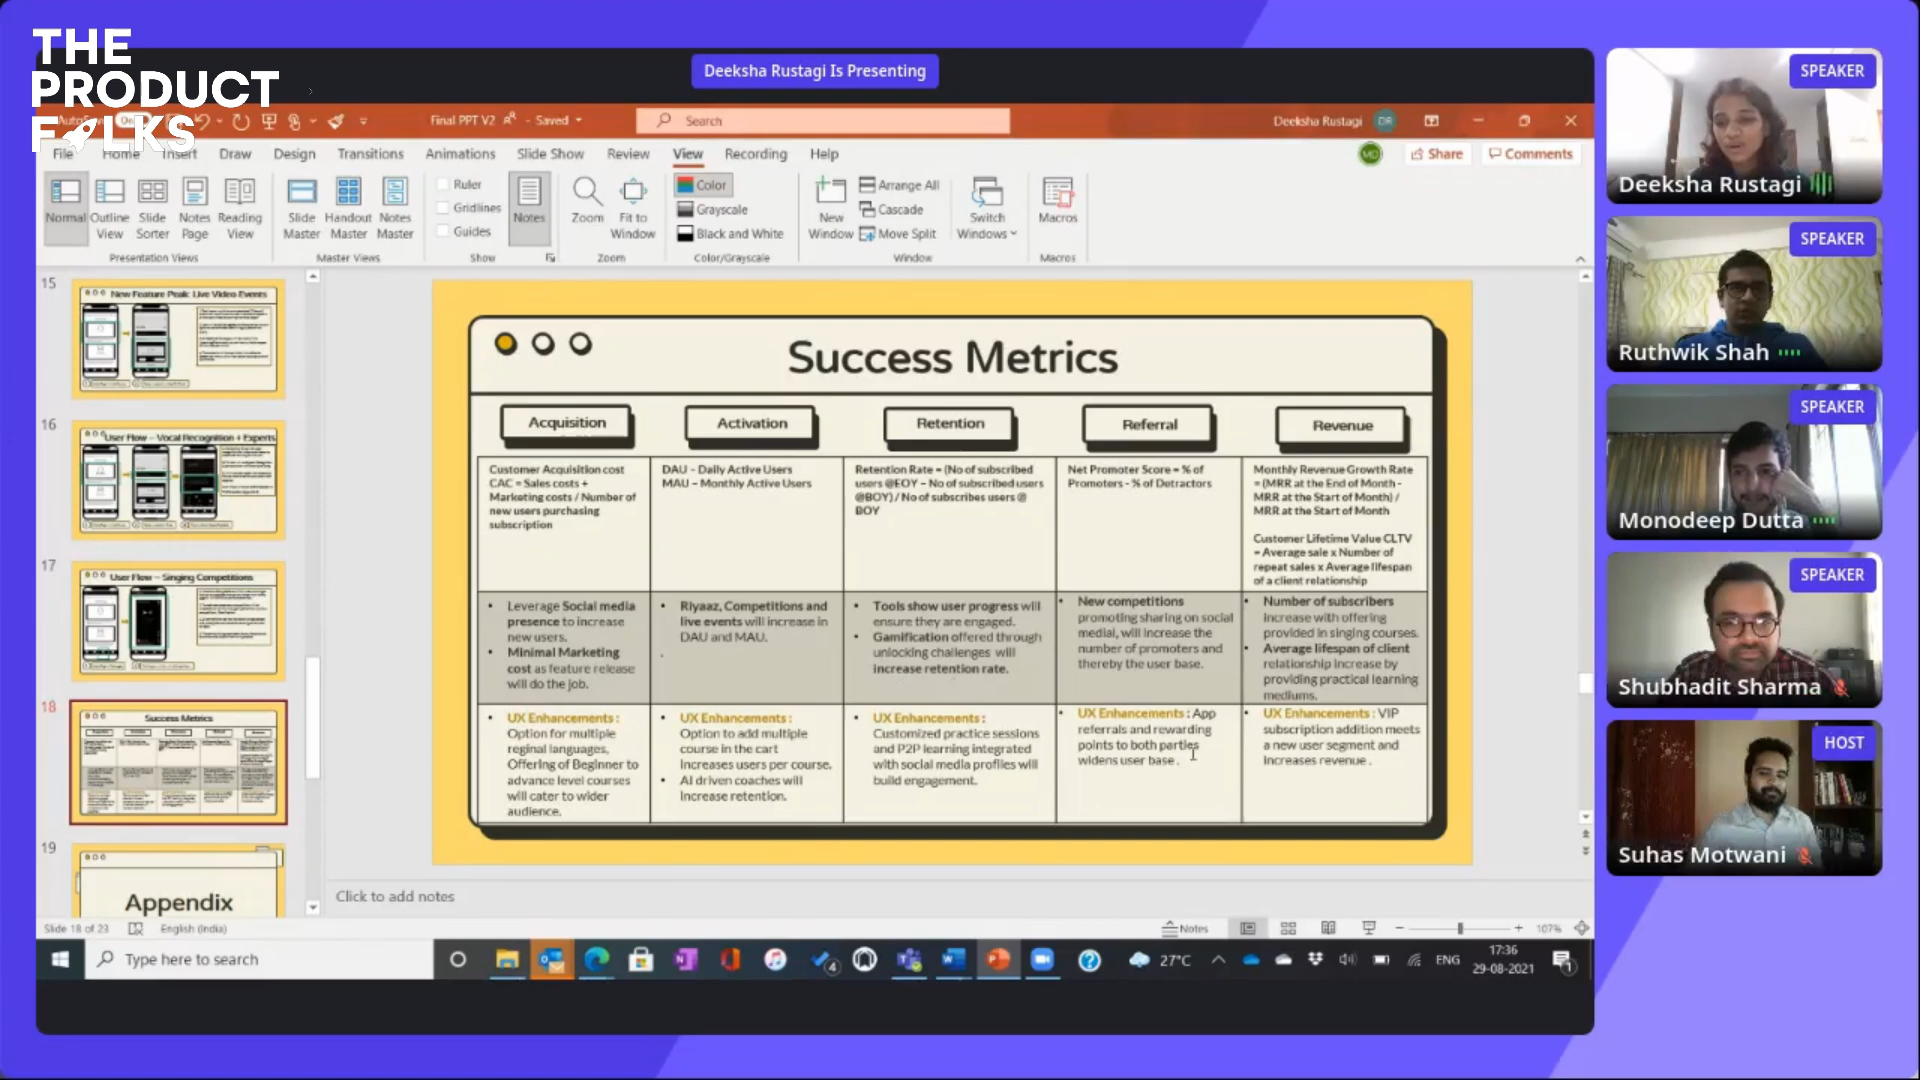 THE
PRODUCT
FOLKS
Deeksha Rustagi Is Presenting
Final PPT V2 - Saved
Search
Deeksha Rustagi DR
File Home Insert Draw Design Transitions Animations Slide Show Review View Recording Help
MD Share Comments
Normal Outline View Slide Sorter Notes Page Reading View
Presentation Views
Slide Master Handout Master Notes Master
Master Views
Ruler
Gridlines
Guides
Show
Notes
Zoom Fit to Window
Zoom
Color
Grayscale
Black and White
Color/Grayscale
New Window
Arrange All
Cascade
Move Split
Switch Windows
Window
Macros
Macros
15
New Feature Peak: Live Video Events
16
User Flow – Vocal Recognition + Experts
17
User Flow – Singing Competitions
18
Success Metrics
19
Appendix
Success Metrics
Acquisition Activation Retention Referral Revenue
Customer Acquisition cost
CAC = Sales costs +
Marketing costs / Number of
new users purchasing
subscription
DAU - Daily Active Users
MAU – Monthly Active Users
Retention Rate = (No of subscribed
users @EOY – No of subscribed users
@BOY) / No of subscribes users @
BOY
Net Promoter Score = % of
Promoters - % of Detractors
Monthly Revenue Growth Rate
= (MRR at the End of Month -
MRR at the Start of Month) /
MRR at the Start of Month
Customer Lifetime Value CLTV
= Average sale x Number of
repeat sales x Average lifespan
of a client relationship
• Leverage Social media
presence to increase
new users.
• Minimal Marketing
cost as feature release
will do the job.
• Riyaaz, Competitions and
live events will increase in
DAU and MAU.
• Tools show user progress will
ensure they are engaged.
• Gamification offered through
unlocking challenges will
increase retention rate.
• New competitions
promoting sharing on social
medial, will increase the
number of promoters and
thereby the user base.
• Number of subscribers
increase with offering
provided in singing courses.
• Average lifespan of client
relationship increase by
providing practical learning
mediums.
• UX Enhancements :
Option for multiple
reginal languages,
Offering of Beginner to
advance level courses
will cater to wider
audience.
• UX Enhancements :
Option to add multiple
course in the cart
Increases users per course.
• AI driven coaches will
Increase retention.
• UX Enhancements :
Customized practice sessions
and P2P learning integrated
with social media profiles will
build engagement.
• UX Enhancements : App
referrals and rewarding
points to both parties
widens user base .
• UX Enhancements : VIP
subscription addition meets
a new user segment and
increases revenue .
Click to add notes
Slide 18 of 23 English (India)
Notes 107%
Type here to search
4
27°C ENG
17:36
29-08-2021
1
SPEAKER
Deeksha Rustagi
SPEAKER
Ruthwik Shah
SPEAKER
Monodeep Dutta
SPEAKER
Shubhadit Sharma
HOST
Suhas Motwani